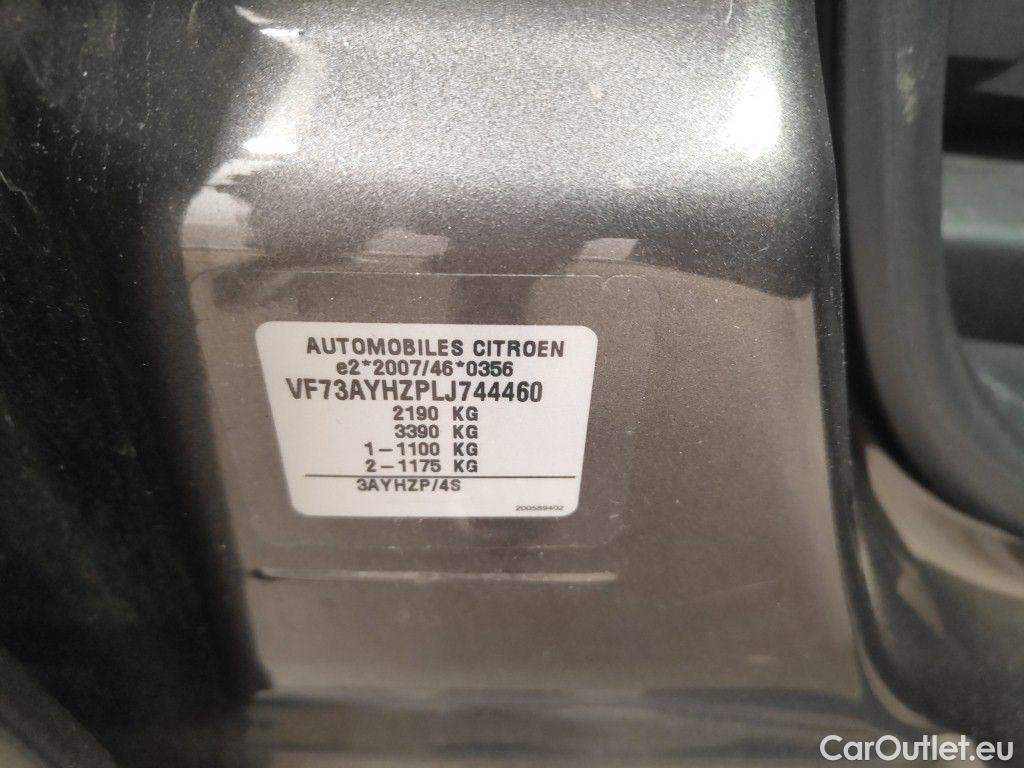 AUTOMOBILES CITROEN
e2*2007/46*0356
VF73AYHZPLJ744460
2190 KG
3390 KG
1-1100 KG
2-1175 KG
3AYHZP/4S
200589402
CarOutlet.eu